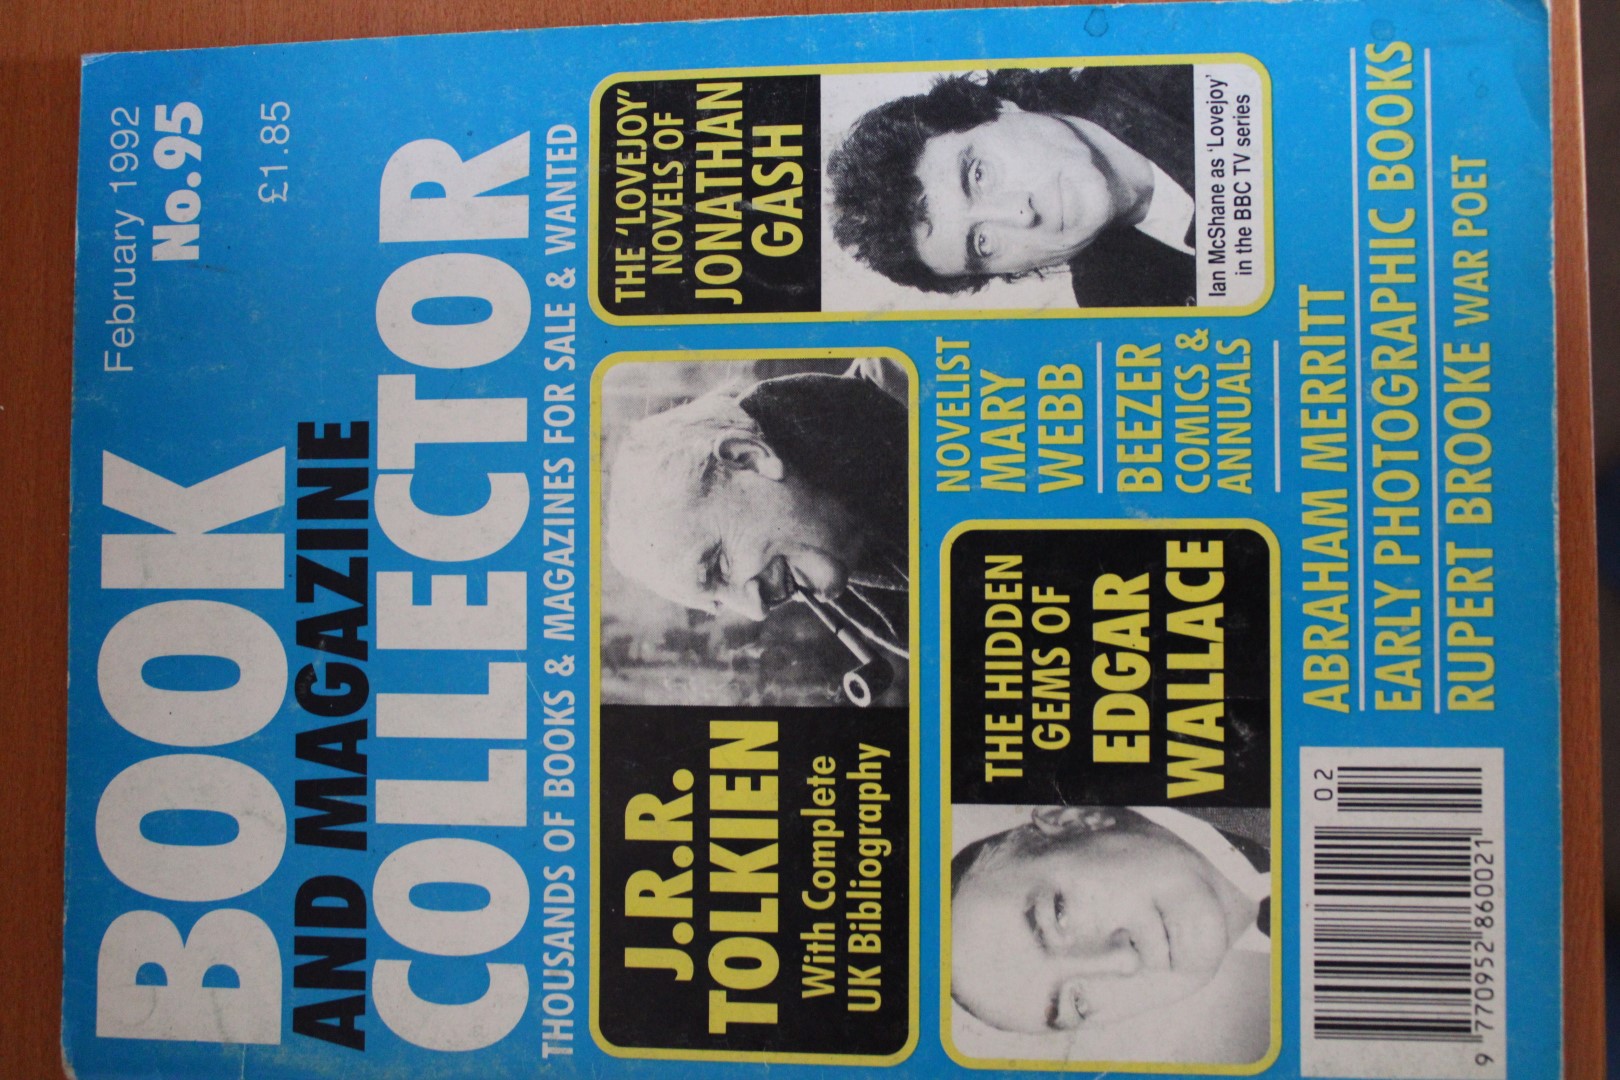 February 1992
No.95
£1.85
BOOK
AND MAGAZINE
COLLECTOR
THOUSANDS OF BOOKS & MAGAZINES FOR SALE & WANTED
J.R.R.
TOLKIEN
With Complete
UK Bibliography
THE 'LOVEJOY'
NOVELS OF
JONATHAN
GASH
Ian McShane as 'Lovejoy'
in the BBC TV series
NOVELIST
MARY
WEBB
BEEZER
COMICS &
ANNUALS
THE HIDDEN
GEMS OF
EDGAR
WALLACE
ABRAHAM MERRITT
EARLY PHOTOGRAPHIC BOOKS
RUPERT BROOKE WAR POET
02
9 770952 860021